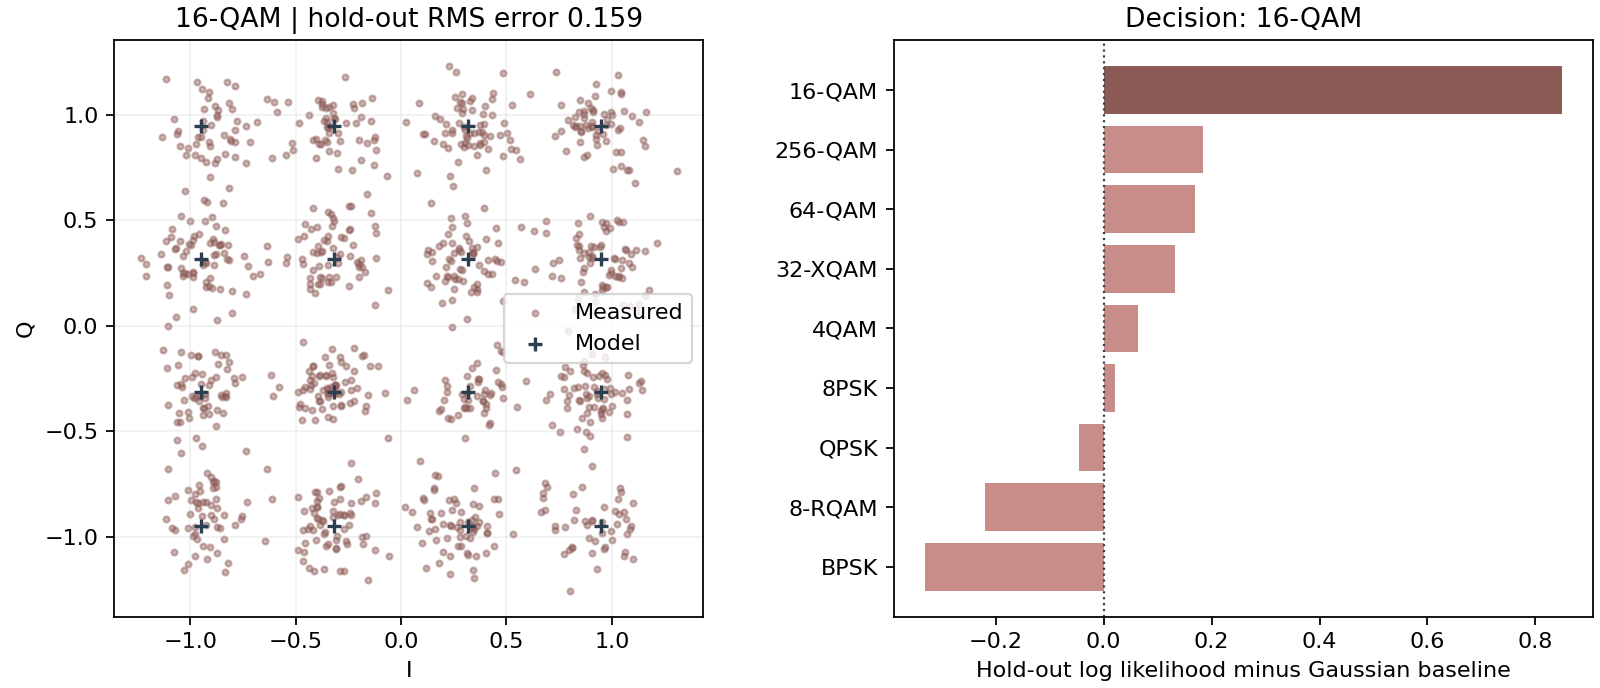 16-QAM | hold-out RMS error 0.159
1.0
0.5
0.0
−0.5
−1.0
Q
−1.0
−0.5
0.0
0.5
1.0
I
Measured
Model
Decision: 16-QAM
16-QAM
256-QAM
64-QAM
32-XQAM
4QAM
8PSK
QPSK
8-RQAM
BPSK
−0.2
0.0
0.2
0.4
0.6
0.8
Hold-out log likelihood minus Gaussian baseline